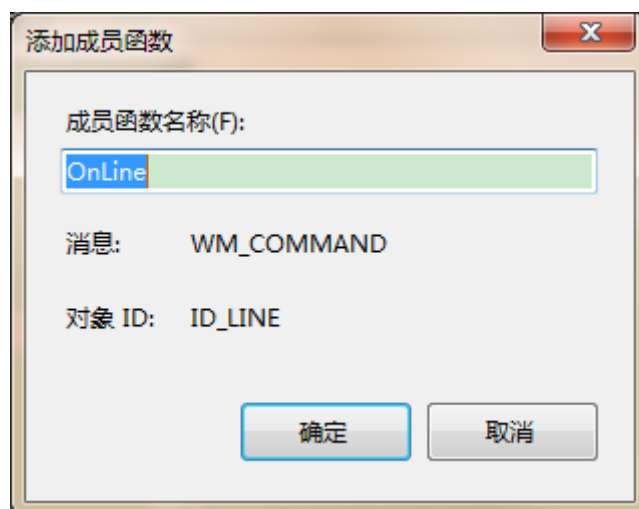 添加成员函数
成员函数名称(F):
OnLine
消息: WM_COMMAND
对象 ID: ID_LINE
确定 取消